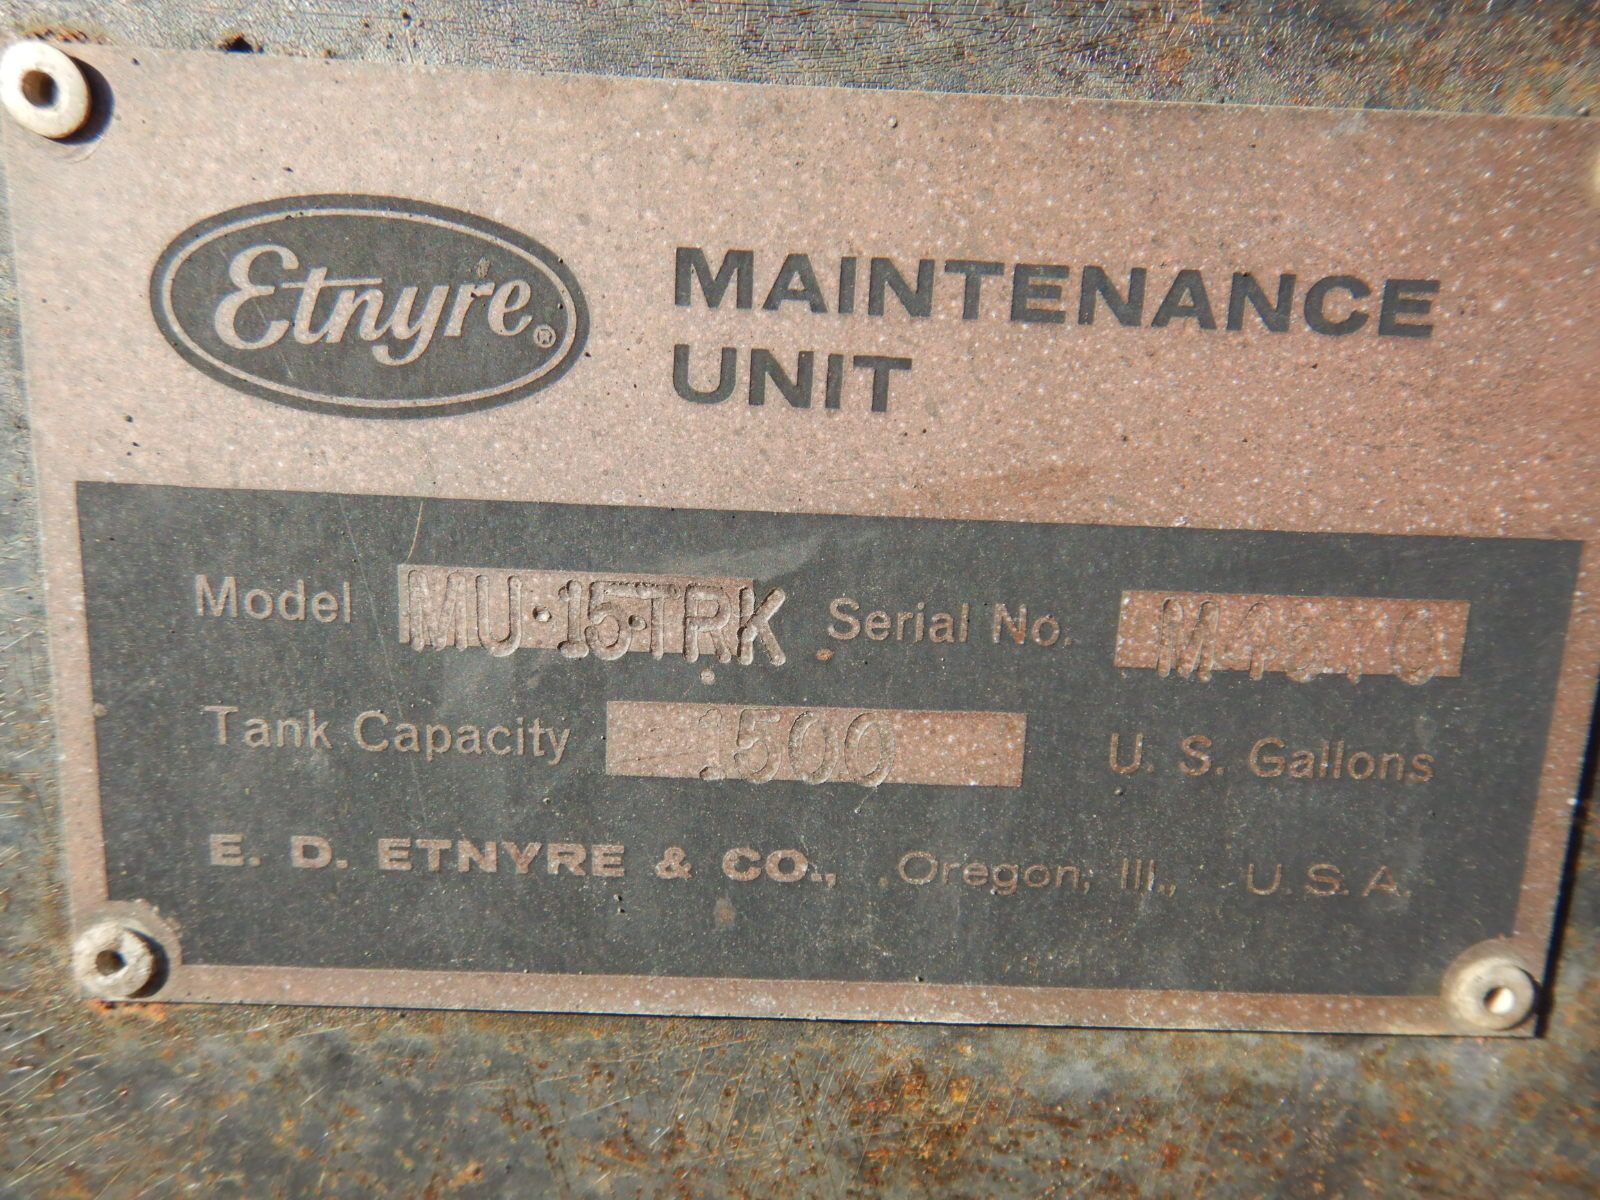 Etnyre®
MAINTENANCE
UNIT
Model MU-15-TRK Serial No.
Tank Capacity 1500 U. S. Gallons
E. D. ETNYRE & CO., Oregon, Ill., U. S. A.